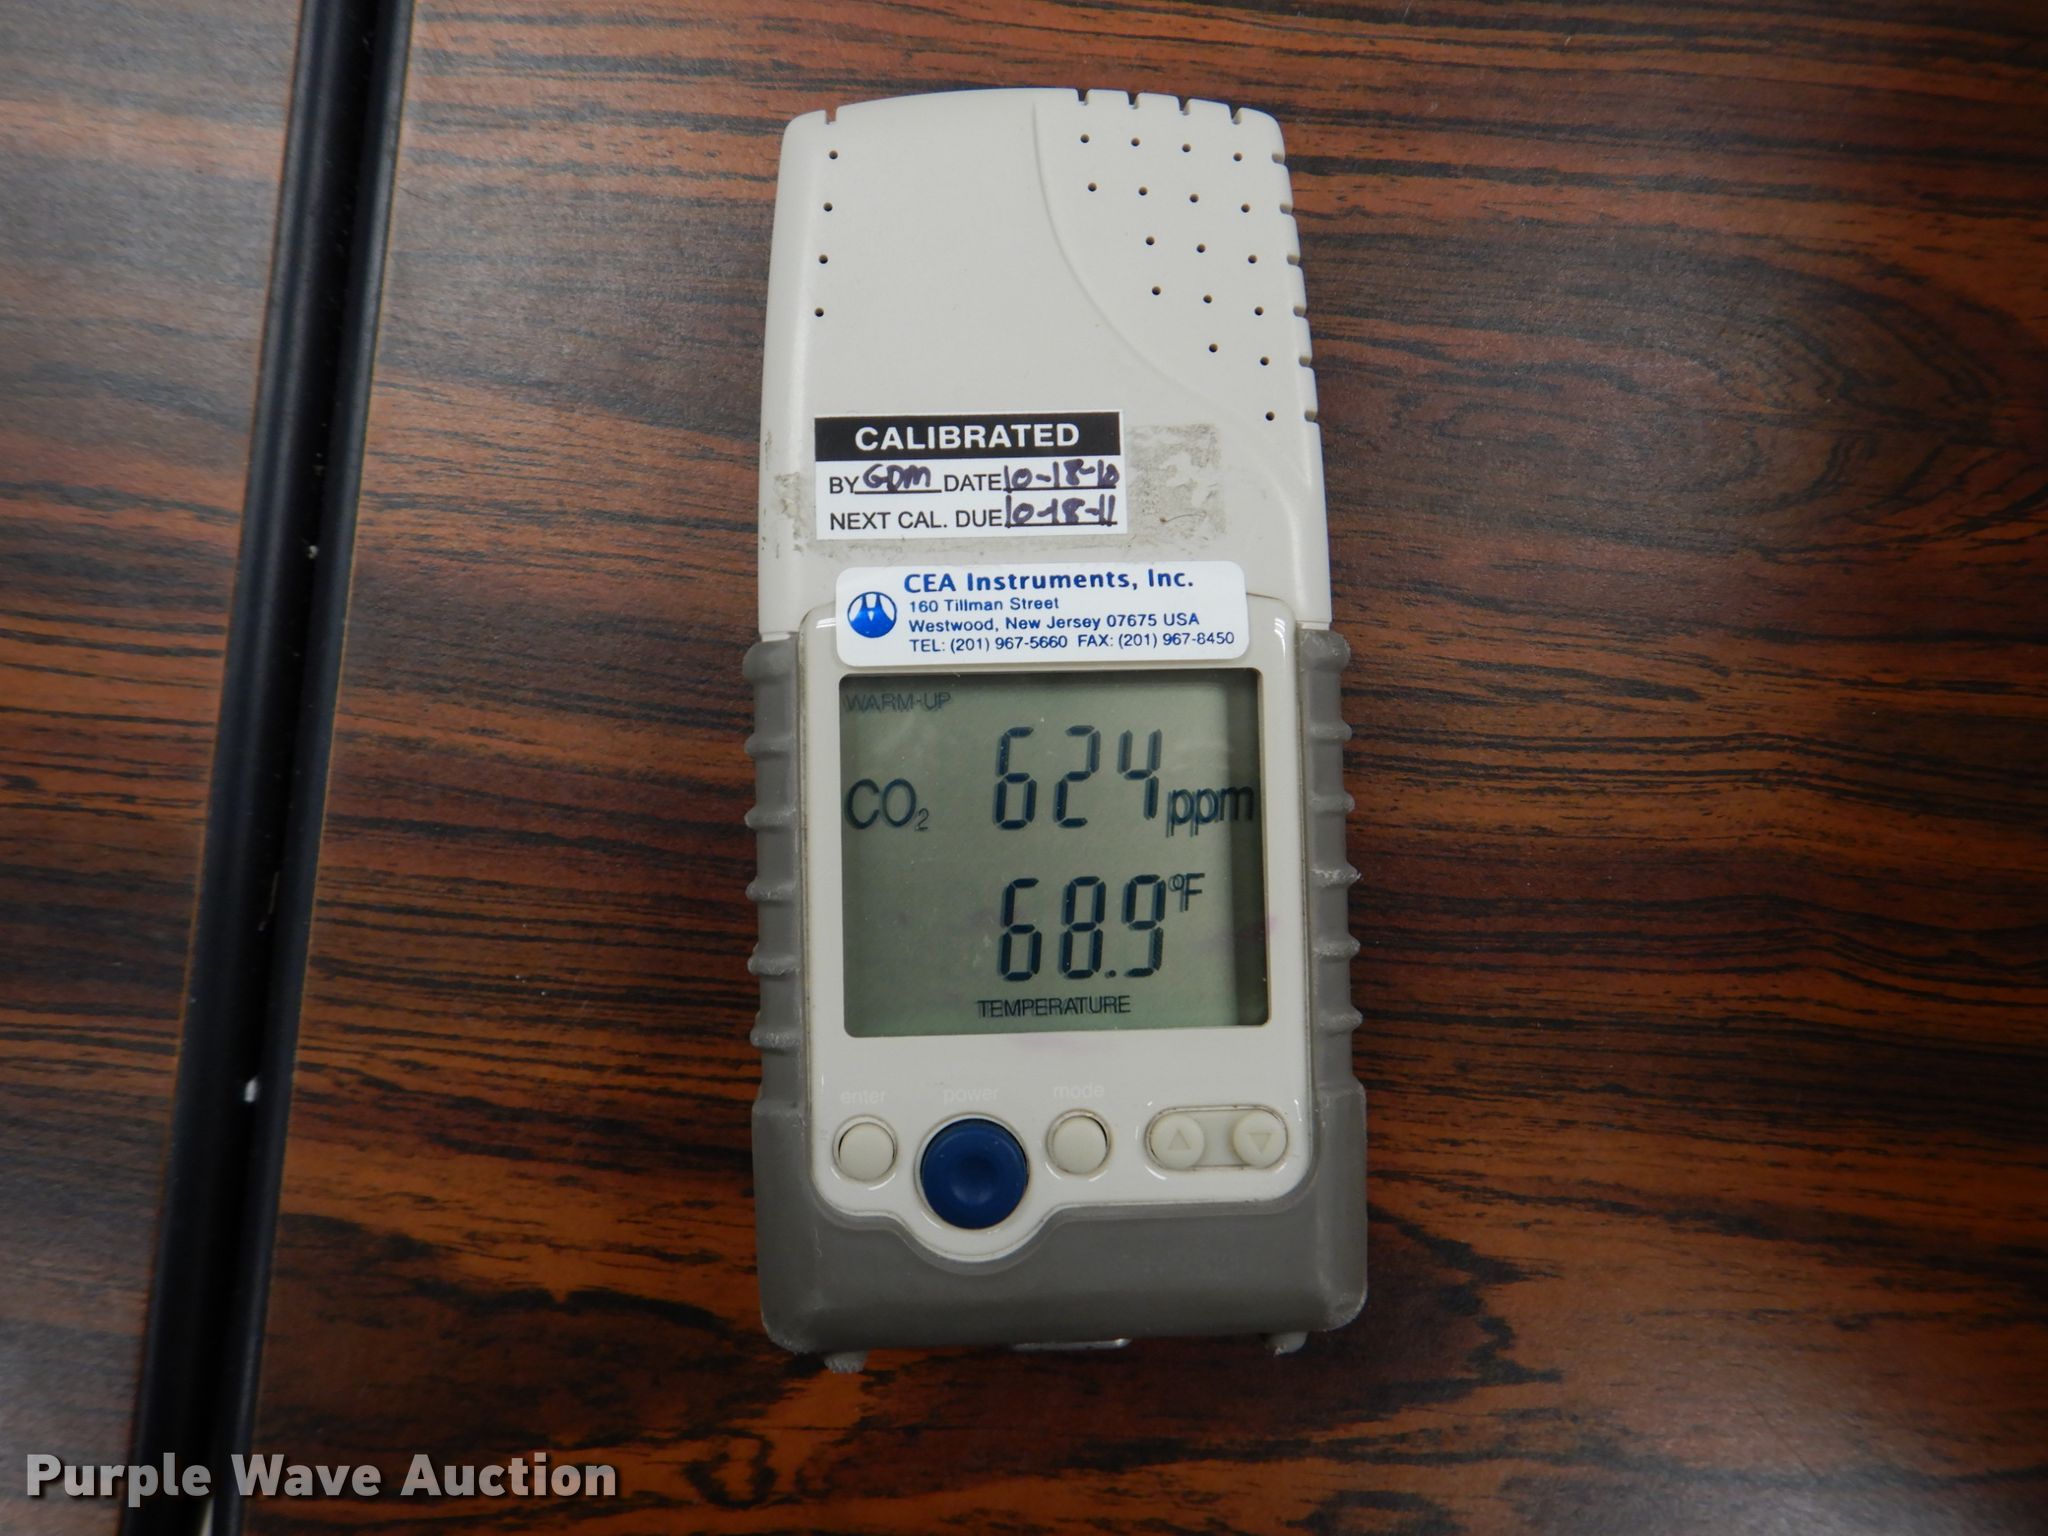 CALIBRATED
BY GDM DATE 10-18-10
NEXT CAL. DUE 10-18-11
CEA Instruments, Inc.
160 Tillman Street
Westwood, New Jersey 07675 USA
TEL: (201) 967-5660 FAX: (201) 967-8450
WARM-UP
CO₂ 624 ppm
68.9 °F
TEMPERATURE
enter power mode
Purple Wave Auction